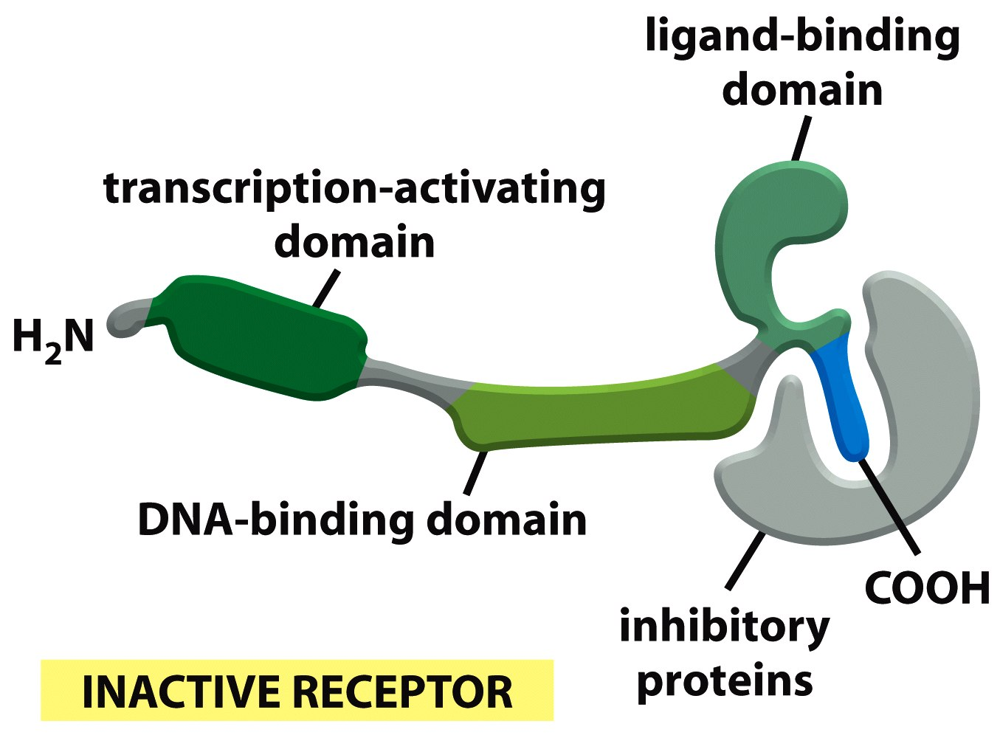 ligand-binding
domain
transcription-activating
domain
H₂N
DNA-binding domain
COOH
inhibitory
proteins
INACTIVE RECEPTOR